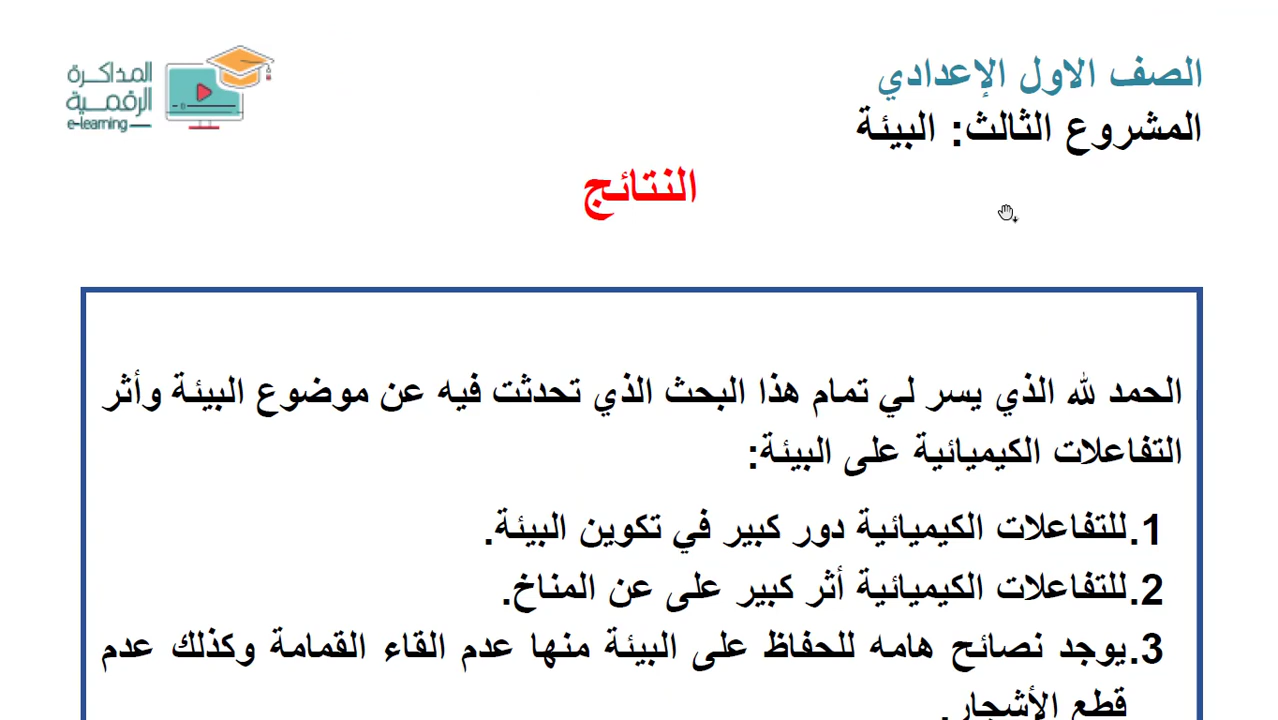 الصف الاول الإعدادي
المداكرة
الرقمية
e-learning
المشروع الثالث: البيئة
النتائج
الحمد لله الذي يسر لي تمام هذا البحث الذي تحدثت فيه عن موضوع البيئة وأثر
التفاعلات الكيميائية على البيئة:
1. للتفاعلات الكيميائية دور كبير في تكوين البيئة.
2. للتفاعلات الكيميائية أثر كبير على عن المناخ.
3. يوجد نصائح هامه للحفاظ على البيئة منها عدم القاء القمامة وكذلك عدم
قطع الأشجار.